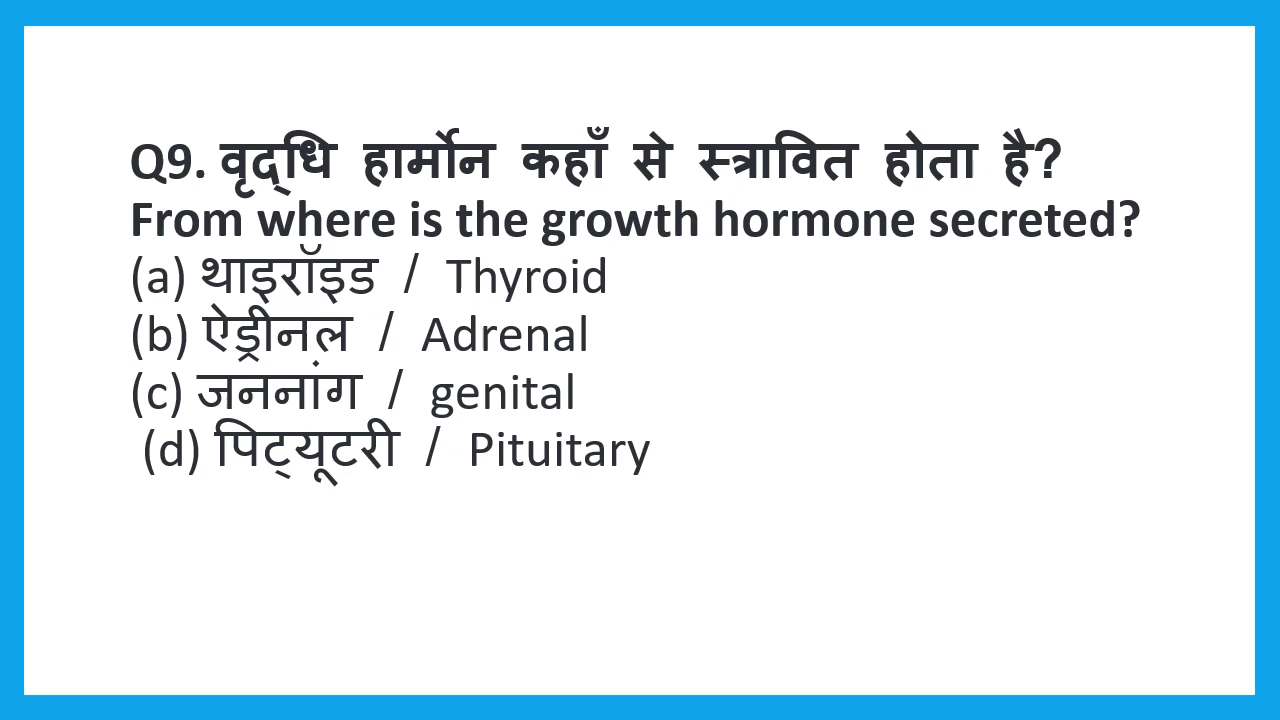 Q9. वृद्‌धि हार्मोन कहाँ से स्त्रावित होता है?
From where is the growth hormone secreted?
(a) थाइरॉइड / Thyroid
(b) ऐड्रीनल / Adrenal
(c) जननांग / genital
(d) पिट्‌यूटरी / Pituitary